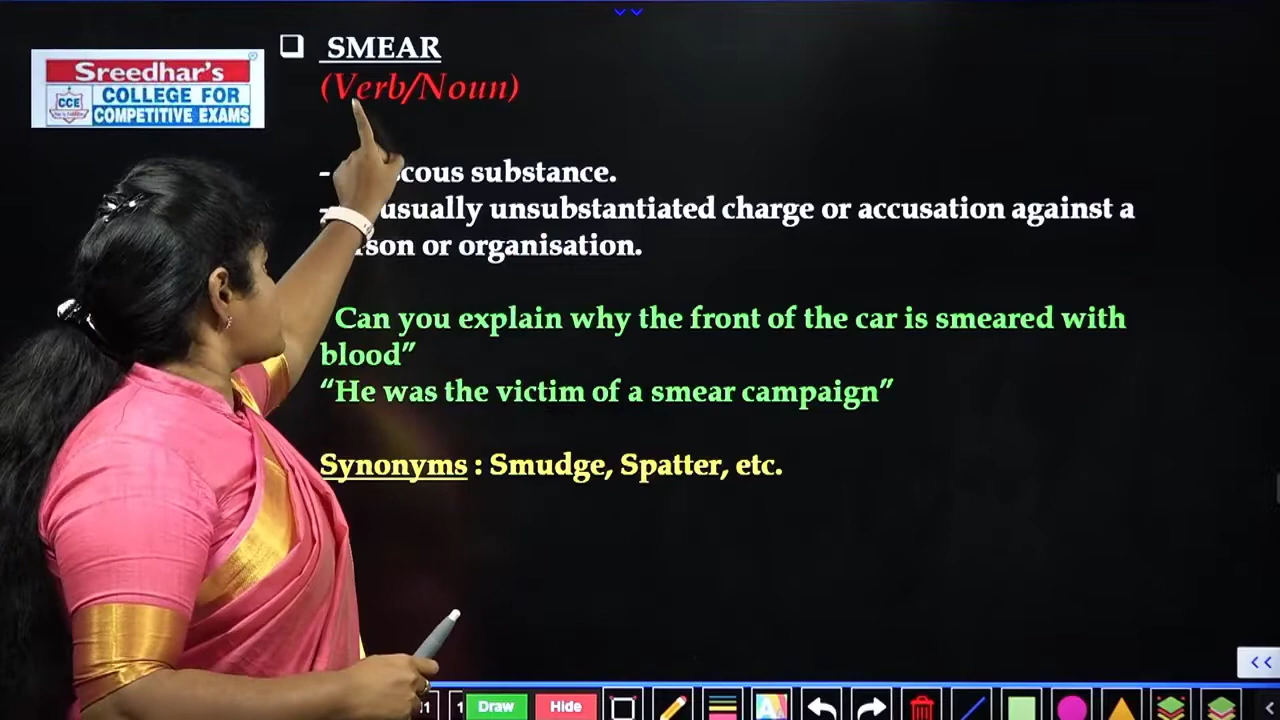 Sreedhar's
CCE
COLLEGE FOR
COMPETITIVE EXAMS
❑ SMEAR
(Verb/Noun)
- cous substance.
- usually unsubstantiated charge or accusation against a
son or organisation.
Can you explain why the front of the car is smeared with
blood”
“He was the victim of a smear campaign”
Synonyms : Smudge, Spatter, etc.
Draw
Hide